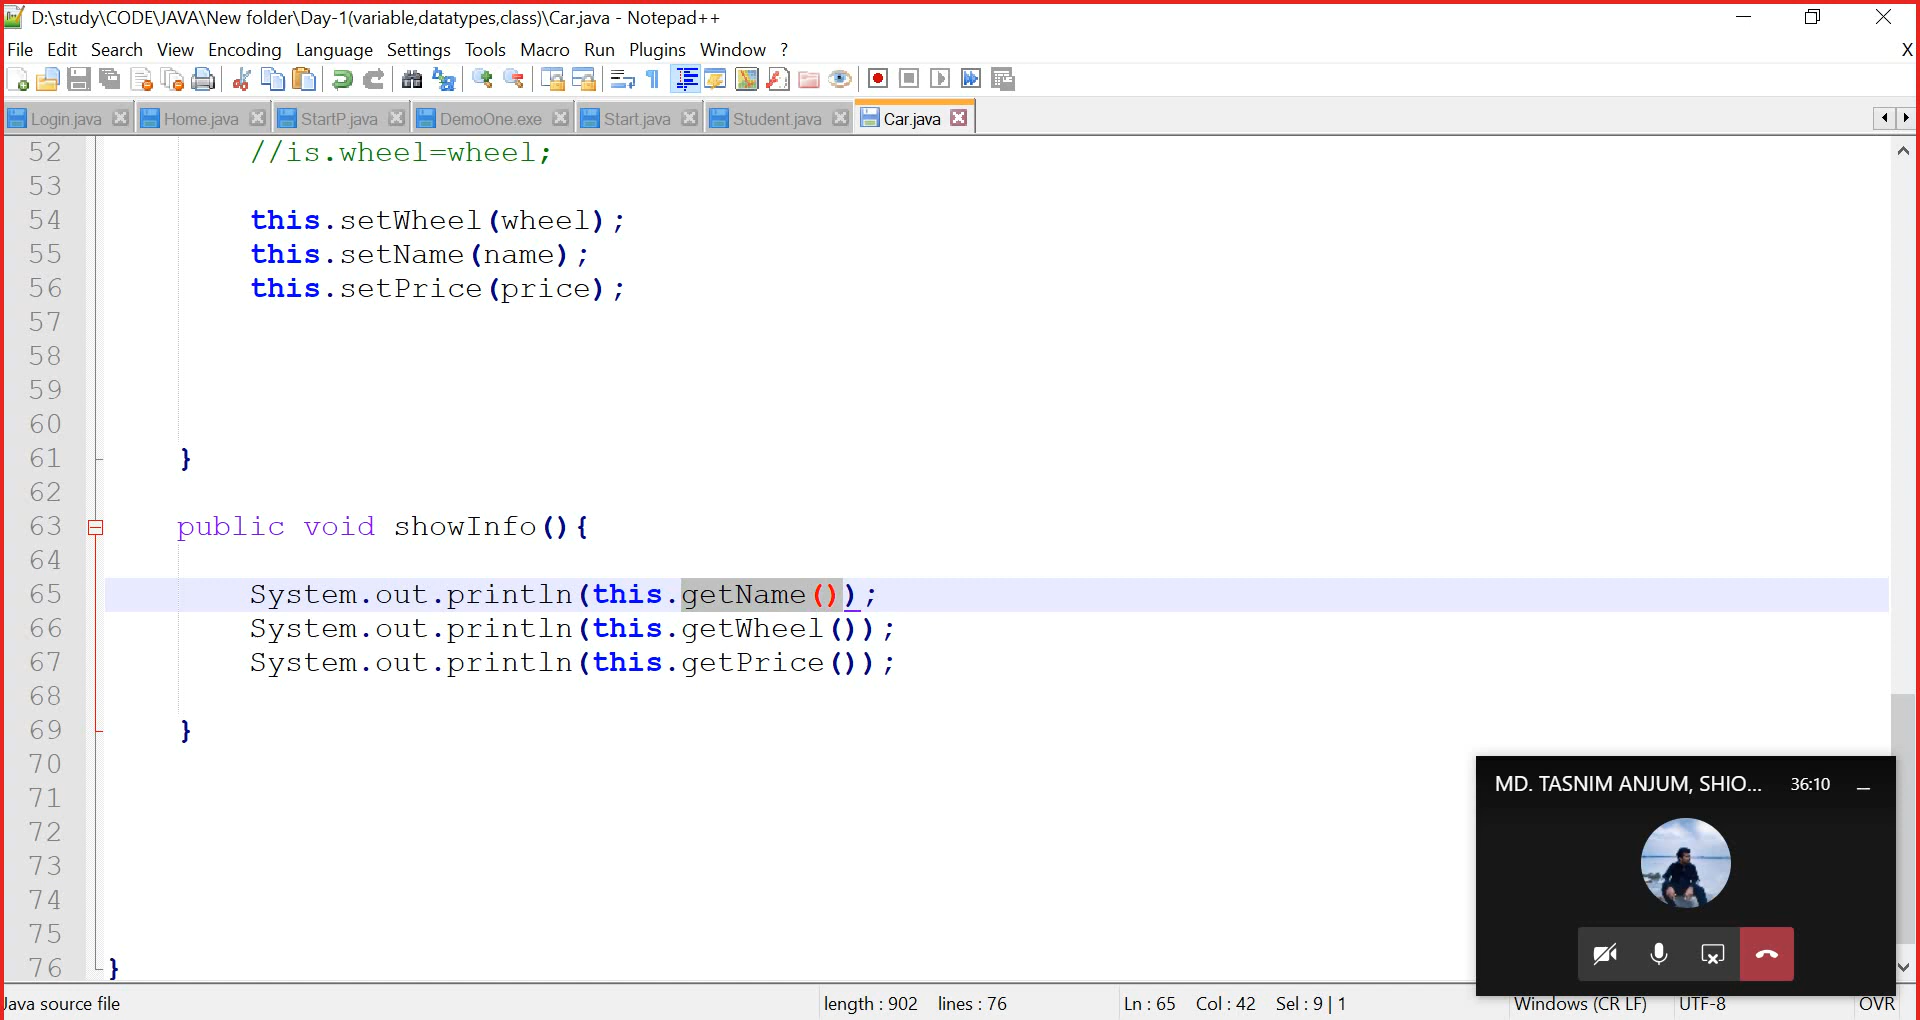 D:\study\CODE\JAVA\New folder\Day-1(variable,datatypes,class)\Car.java - Notepad++
File Edit Search View Encoding Language Settings Tools Macro Run Plugins Window ? X
Login.java Home.java StartP.java DemoOne.exe Start.java Student.java Car.java
52 //is.wheel=wheel;
53
54 this.setWheel(wheel);
55 this.setName(name);
56 this.setPrice(price);
57
58
59
60
61 }
62
63 public void showInfo(){
64
65 System.out.println(this.getName());
66 System.out.println(this.getWheel());
67 System.out.println(this.getPrice());
68
69 }
70
71
72
73
74
75
76 }
MD. TASNIM ANJUM, SHIO... 36:10
Java source file length : 902 lines : 76 Ln : 65 Col : 42 Sel : 9 | 1 Windows (CR LF) UTF-8 OVR